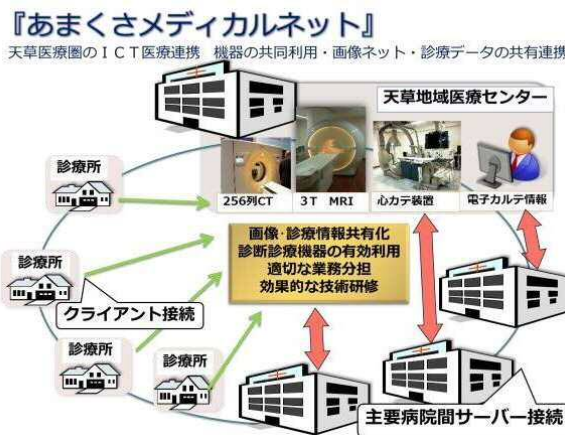 『あまくさメディカルネット』
天草医療圏のＩＣＴ医療連携　機器の共同利用・画像ネット・診療データの共有連携
天草地域医療センター
256列CT
3T MRI
心カテ装置
電子カルテ情報
診療所
診療所
クライアント接続
診療所
診療所
画像・診療情報共有化
診断診療機器の有効利用
適切な業務分担
効果的な技術研修
主要病院間サーバー接続